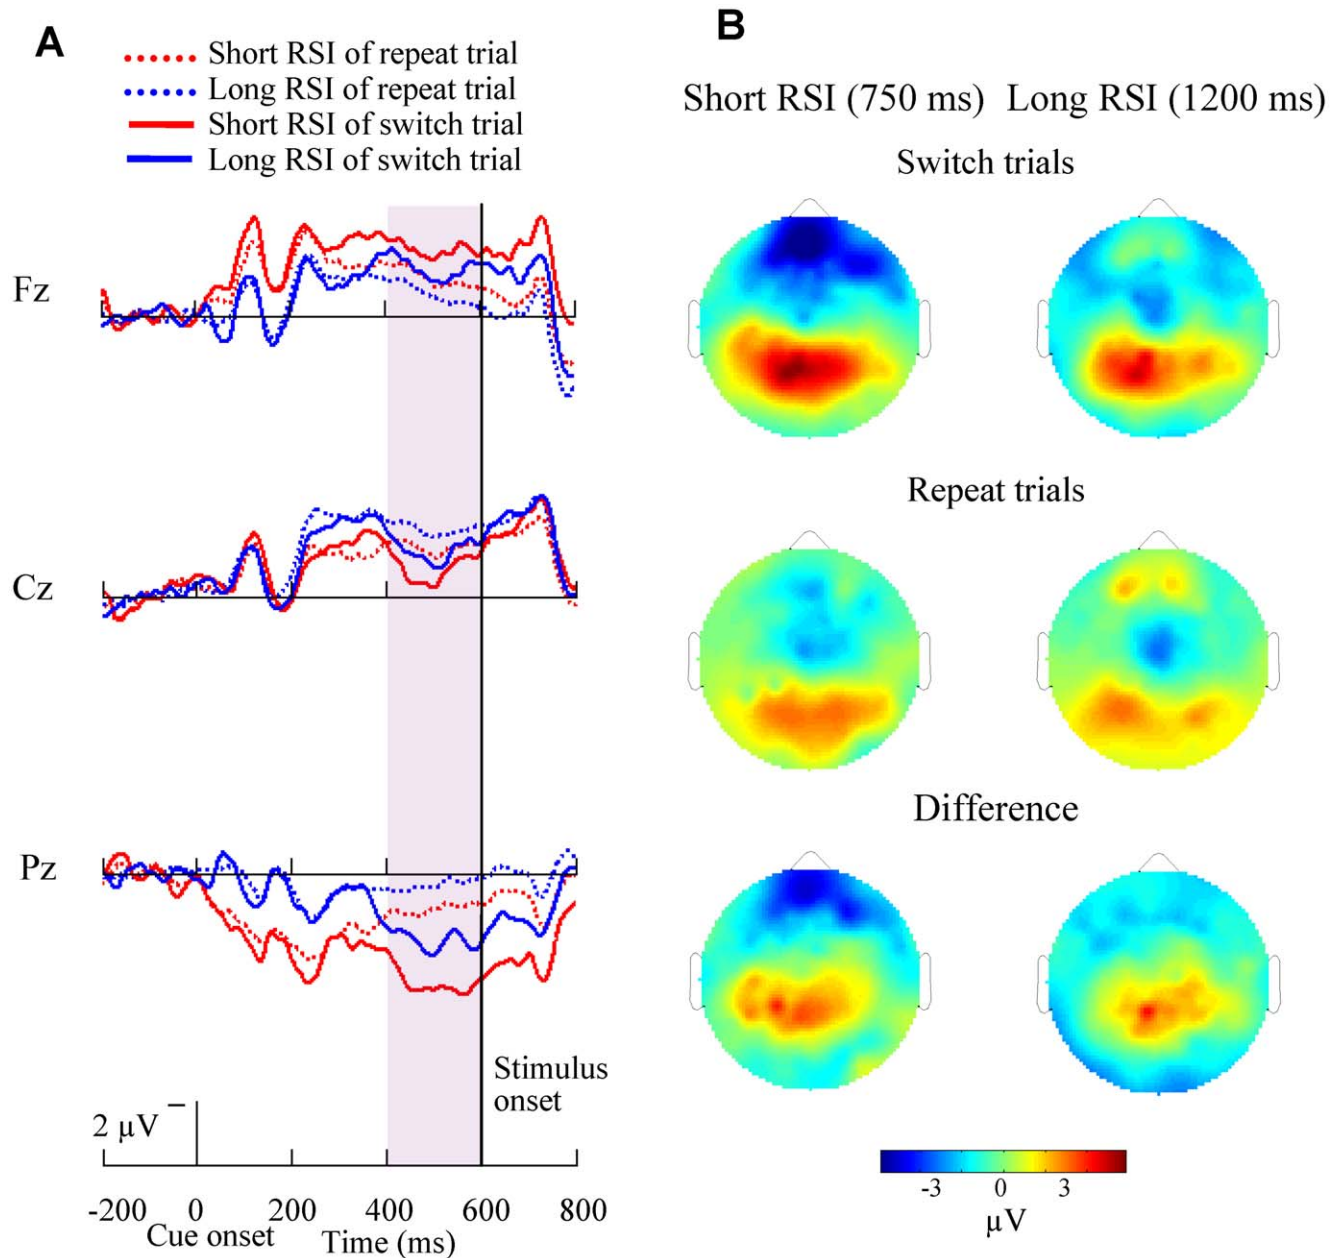 A
Short RSI of repeat trial
Long RSI of repeat trial
Short RSI of switch trial
Long RSI of switch trial
Fz
Cz
Pz
Stimulus
onset
2 µV
-200 0 200 400 600 800
Cue onset Time (ms)
B
Short RSI (750 ms) Long RSI (1200 ms)
Switch trials
Repeat trials
Difference
-3 0 3
µV